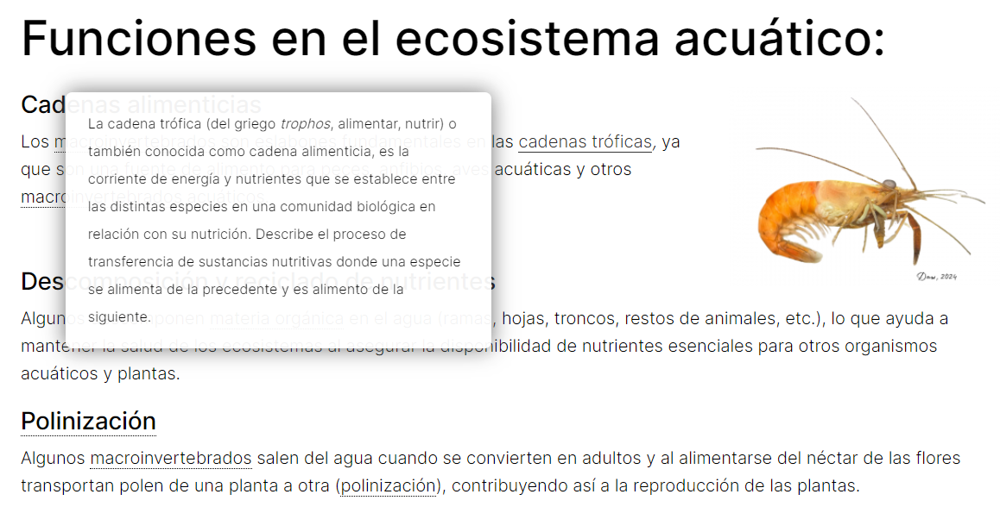 Funciones en el ecosistema acuático:
Cadenas alimenticias
Los macroinvertebrados son eslabones fundamentales en las cadenas tróficas, ya
que son una fuente de alimento para peces, anfibios, aves acuáticas y otros
macroinvertebrados acuáticos.
La cadena trófica (del griego trophos, alimentar, nutrir) o
también conocida como cadena alimenticia, es la
corriente de energía y nutrientes que se establece entre
las distintas especies en una comunidad biológica en
relación con su nutrición. Describe el proceso de
transferencia de sustancias nutritivas donde una especie
se alimenta de la precedente y es alimento de la
siguiente.
Daw, 2024
Descomposición y reciclado de nutrientes
Algunos ponen materia orgánica en el agua (ramas, hojas, troncos, restos de animales, etc.), lo que ayuda a
mantener la salud de los ecosistemas al asegurar la disponibilidad de nutrientes esenciales para otros organismos
acuáticos y plantas.
Polinización
Algunos macroinvertebrados salen del agua cuando se convierten en adultos y al alimentarse del néctar de las flores
transportan polen de una planta a otra (polinización), contribuyendo así a la reproducción de las plantas.